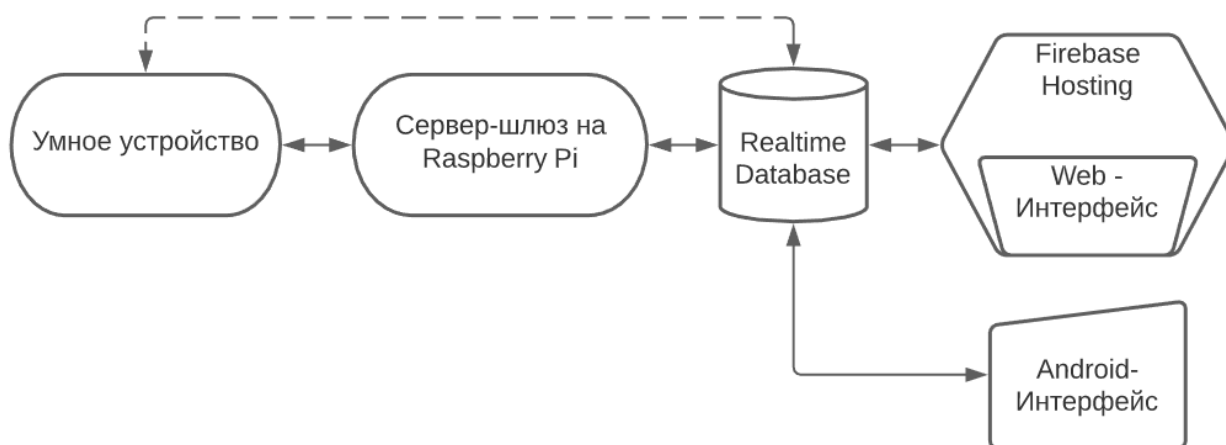 Умное устройство
Сервер-шлюз на
Raspberry Pi
Realtime
Database
Firebase
Hosting
Web -
Интерфейс
Android-
Интерфейс